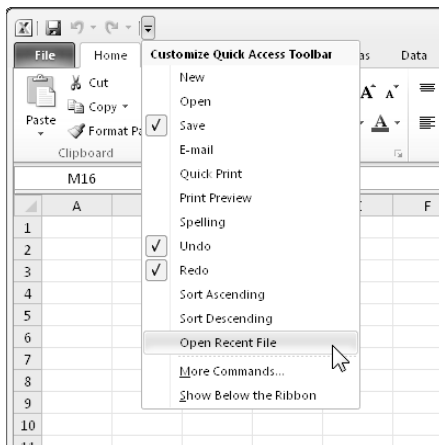 File Home Customize Quick Access Toolbar as Data
New
Cut
Open
Copy
Paste
Save
Format Pa
E-mail
Clipboard
Quick Print
M16
Print Preview
A F
Spelling
1
2 Undo
3 Redo
4 Sort Ascending
5 Sort Descending
6 Open Recent File
7
8 More Commands...
9 Show Below the Ribbon
10